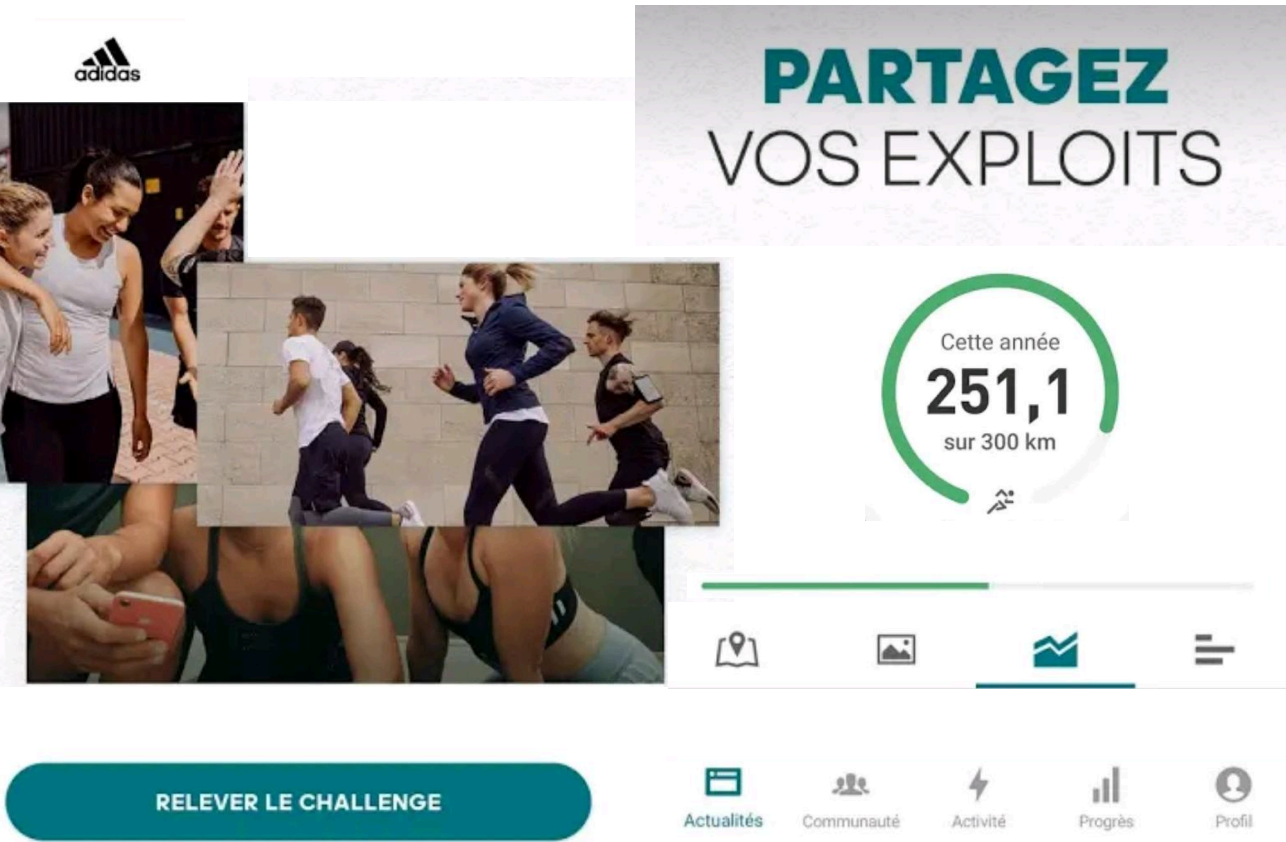 adidas
PARTAGEZ
VOS EXPLOITS
Cette année
251,1
sur 300 km
RELEVER LE CHALLENGE
Actualités
Communauté
Activité
Progrès
Profil